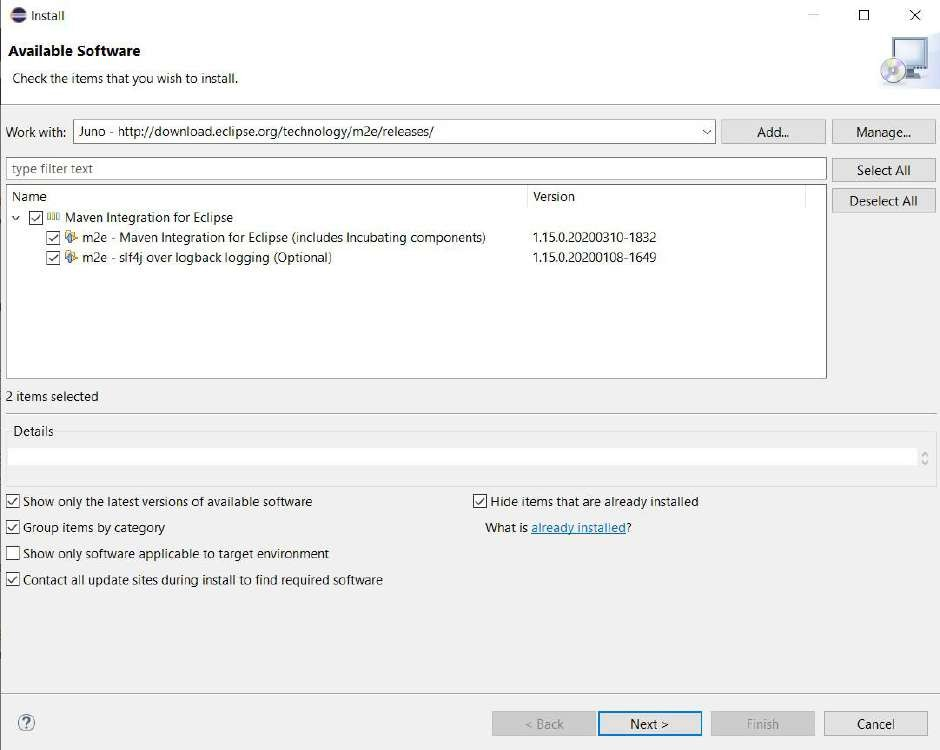 Install
Available Software
Check the items that you wish to install.
Work with: Juno - http://download.eclipse.org/technology/m2e/releases/ Add... Manage...
type filter text Select All
Name Version Deselect All
Maven Integration for Eclipse
m2e - Maven Integration for Eclipse (includes Incubating components) 1.15.0.20200310-1832
m2e - slf4j over logback logging (Optional) 1.15.0.20200108-1649
2 items selected
Details
Show only the latest versions of available software Hide items that are already installed
Group items by category What is already installed?
Show only software applicable to target environment
Contact all update sites during install to find required software
? < Back Next > Finish Cancel